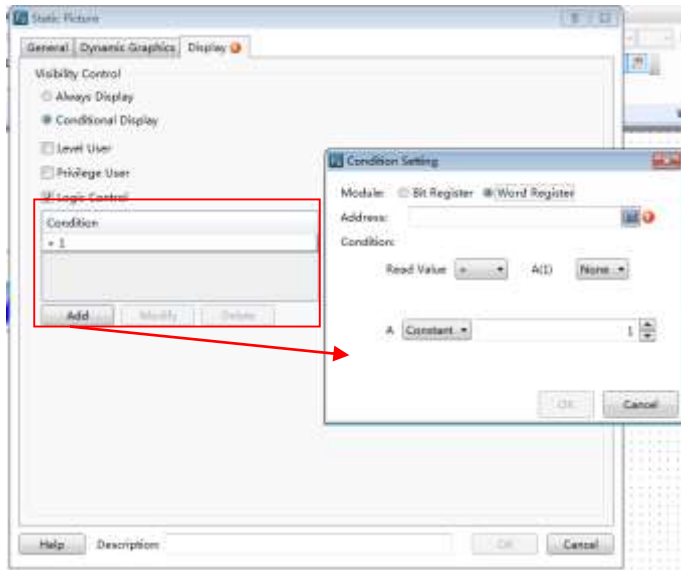 Static Picture
General Dynamic Graphics Display
Visibility Control
Always Display
Conditional Display
Level User
Privilege User
Logic Control
Condition
= 1
Add Modify Delete
Help Description OK Cancel
Condition Setting
Module: Bit Register Word Register
Address:
Condition:
Read Value = A(1) None
A Constant 1
OK Cancel